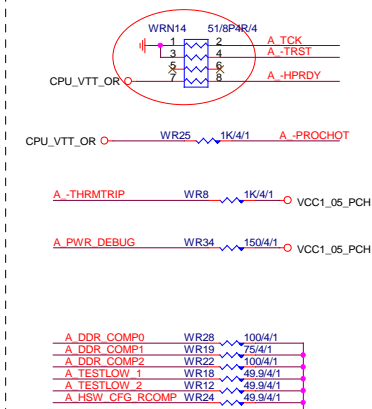 WRN14 51/8P4R/4
1 2 A_TCK
3 4 A_-TRST
5 6
CPU_VTT_OR 7 8 A_-HPRDY
CPU_VTT_OR WR25 1K/4/1 A_-PROCHOT
A_-THRMTRIP WR8 1K/4/1 VCC1_05_PCH
A_PWR_DEBUG WR34 150/4/1 VCC1_05_PCH
A_DDR_COMP0 WR28 100/4/1
A_DDR_COMP1 WR19 75/4/1
A_DDR_COMP2 WR22 100/4/1
A_TESTLOW_1 WR18 49.9/4/1
A_TESTLOW_2 WR12 49.9/4/1
A_HSW_CFG_RCOMP WR24 49.9/4/1